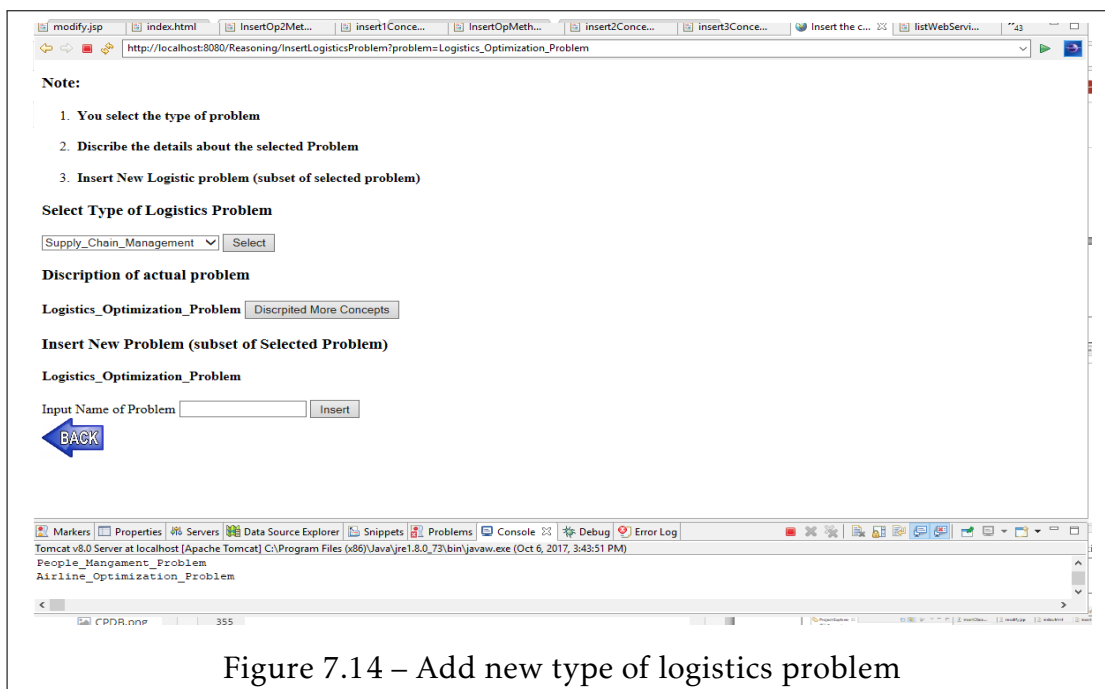 modify.jsp index.html InsertOp2Met... insert1Conce... InsertOpMeth... insert2Conce... insert3Conce... Insert the c... listWebServi... 43
http://localhost:8080/Reasoning/InsertLogisticsProblem?problem=Logistics_Optimization_Problem
Note:
1. You select the type of problem
2. Discribe the details about the selected Problem
3. Insert New Logistic problem (subset of selected problem)
Select Type of Logistics Problem
Supply_Chain_Management Select
Discription of actual problem
Logistics_Optimization_Problem Discrpited More Concepts
Insert New Problem (subset of Selected Problem)
Logistics_Optimization_Problem
Input Name of Problem Insert
BACK
Markers Properties Servers Data Source Explorer Snippets Problems Console Debug Error Log
Tomcat v8.0 Server at localhost [Apache Tomcat] C:\Program Files (x86)\Java\jre1.8.0_73\bin\javaw.exe (Oct 6, 2017, 3:43:51 PM)
People_Mangament_Problem
Airline_Optimization_Problem
CPDB.png 355
Figure 7.14 – Add new type of logistics problem